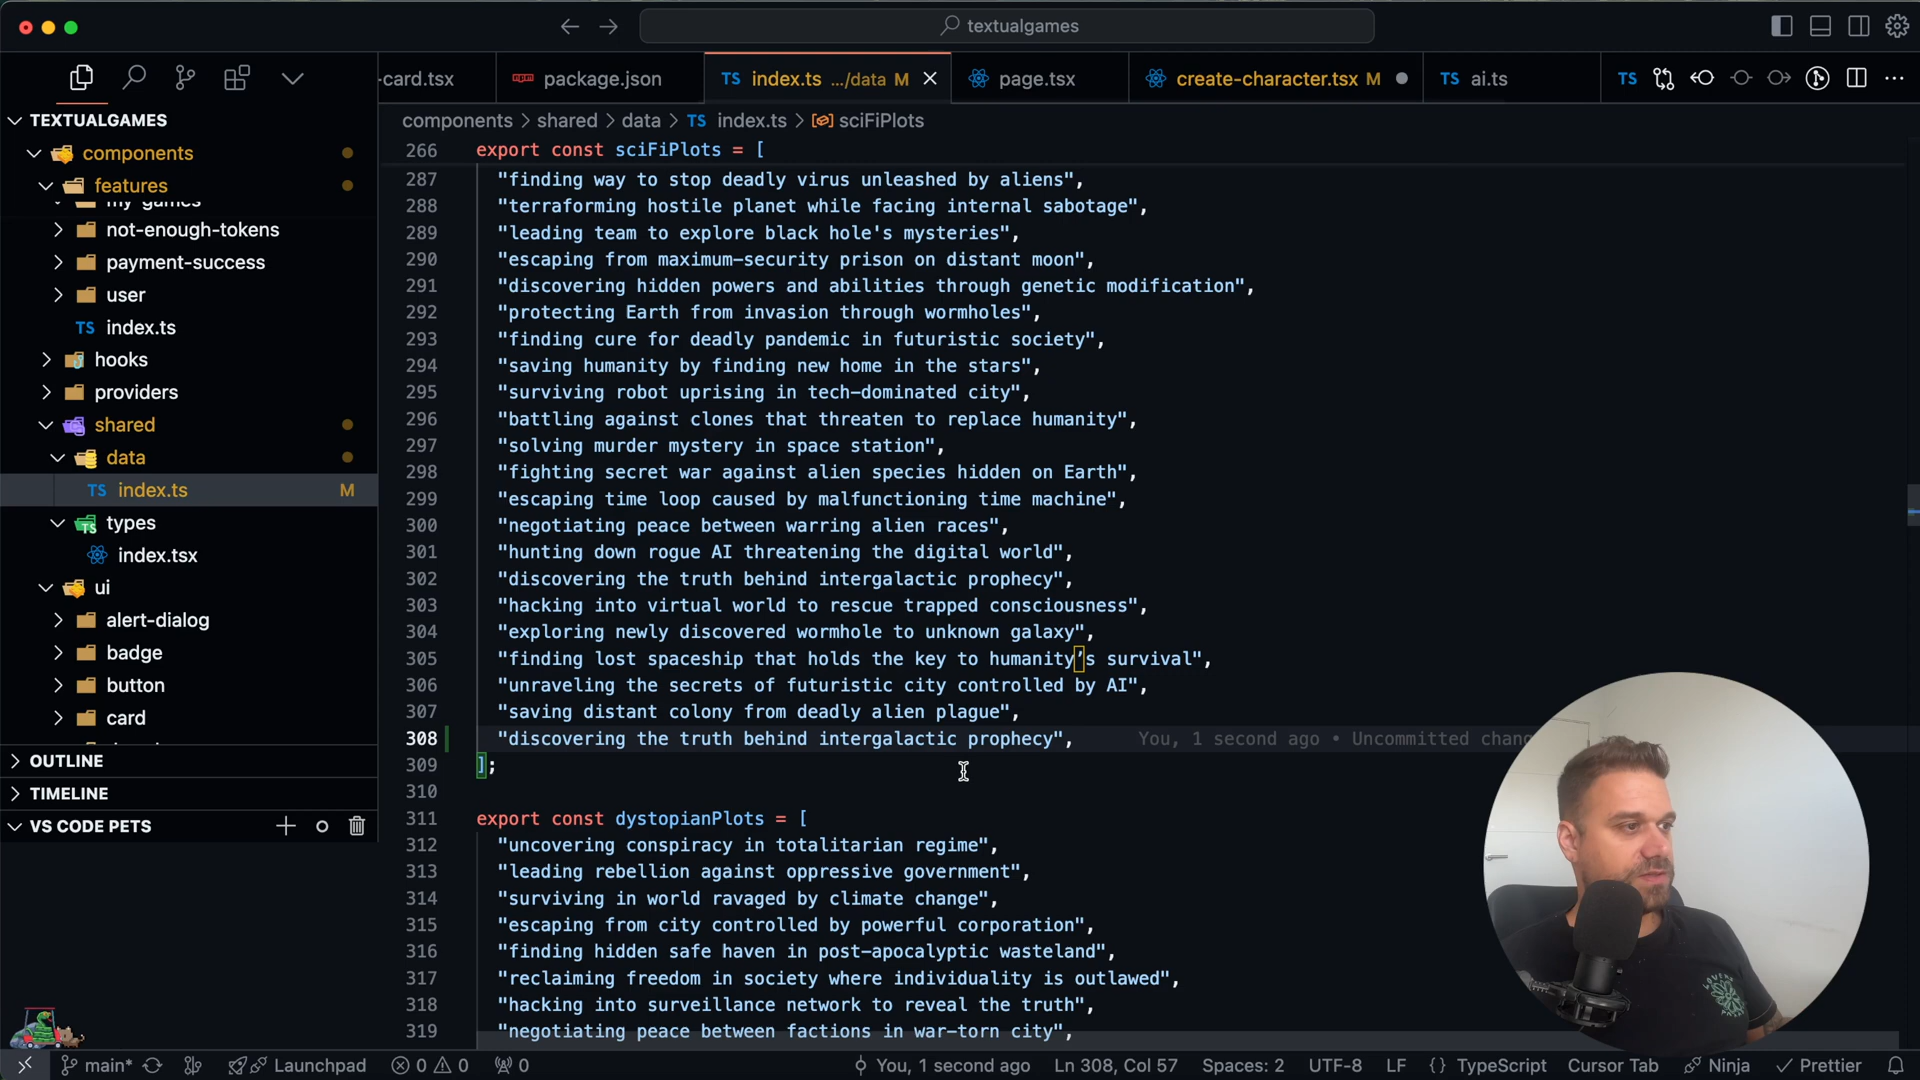 textualgames
-card.tsx
package.json
TS index.ts .../data M
page.tsx
create-character.tsx M
TS ai.ts
TS
TEXTUALGAMES
components
features
my-games
not-enough-tokens
payment-success
user
TS index.ts
hooks
providers
shared
data
TS index.ts M
types
index.tsx
ui
alert-dialog
badge
button
card
OUTLINE
TIMELINE
VS CODE PETS
components > shared > data > TS index.ts > sciFiPlots
266 export const sciFiPlots = [
287 "finding way to stop deadly virus unleashed by aliens",
288 "terraforming hostile planet while facing internal sabotage",
289 "leading team to explore black hole's mysteries",
290 "escaping from maximum-security prison on distant moon",
291 "discovering hidden powers and abilities through genetic modification",
292 "protecting Earth from invasion through wormholes",
293 "finding cure for deadly pandemic in futuristic society",
294 "saving humanity by finding new home in the stars",
295 "surviving robot uprising in tech-dominated city",
296 "battling against clones that threaten to replace humanity",
297 "solving murder mystery in space station",
298 "fighting secret war against alien species hidden on Earth",
299 "escaping time loop caused by malfunctioning time machine",
300 "negotiating peace between warring alien races",
301 "hunting down rogue AI threatening the digital world",
302 "discovering the truth behind intergalactic prophecy",
303 "hacking into virtual world to rescue trapped consciousness",
304 "exploring newly discovered wormhole to unknown galaxy",
305 "finding lost spaceship that holds the key to humanity’s survival",
306 "unraveling the secrets of futuristic city controlled by AI",
307 "saving distant colony from deadly alien plague",
308 "discovering the truth behind intergalactic prophecy", You, 1 second ago • Uncommitted chang
309 ];
310
311 export const dystopianPlots = [
312 "uncovering conspiracy in totalitarian regime",
313 "leading rebellion against oppressive government",
314 "surviving in world ravaged by climate change",
315 "escaping from city controlled by powerful corporation",
316 "finding hidden safe haven in post-apocalyptic wasteland",
317 "reclaiming freedom in society where individuality is outlawed",
318 "hacking into surveillance network to reveal the truth",
319 "negotiating peace between factions in war-torn city",
main* Launchpad 0 0 0 You, 1 second ago Ln 308, Col 57 Spaces: 2 UTF-8 LF {} TypeScript Cursor Tab Ninja Prettier